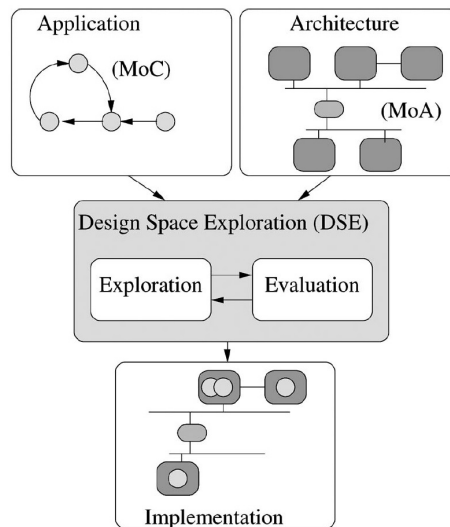 Application
(MoC)
Architecture
(MoA)
Design Space Exploration (DSE)
Exploration
Evaluation
Implementation